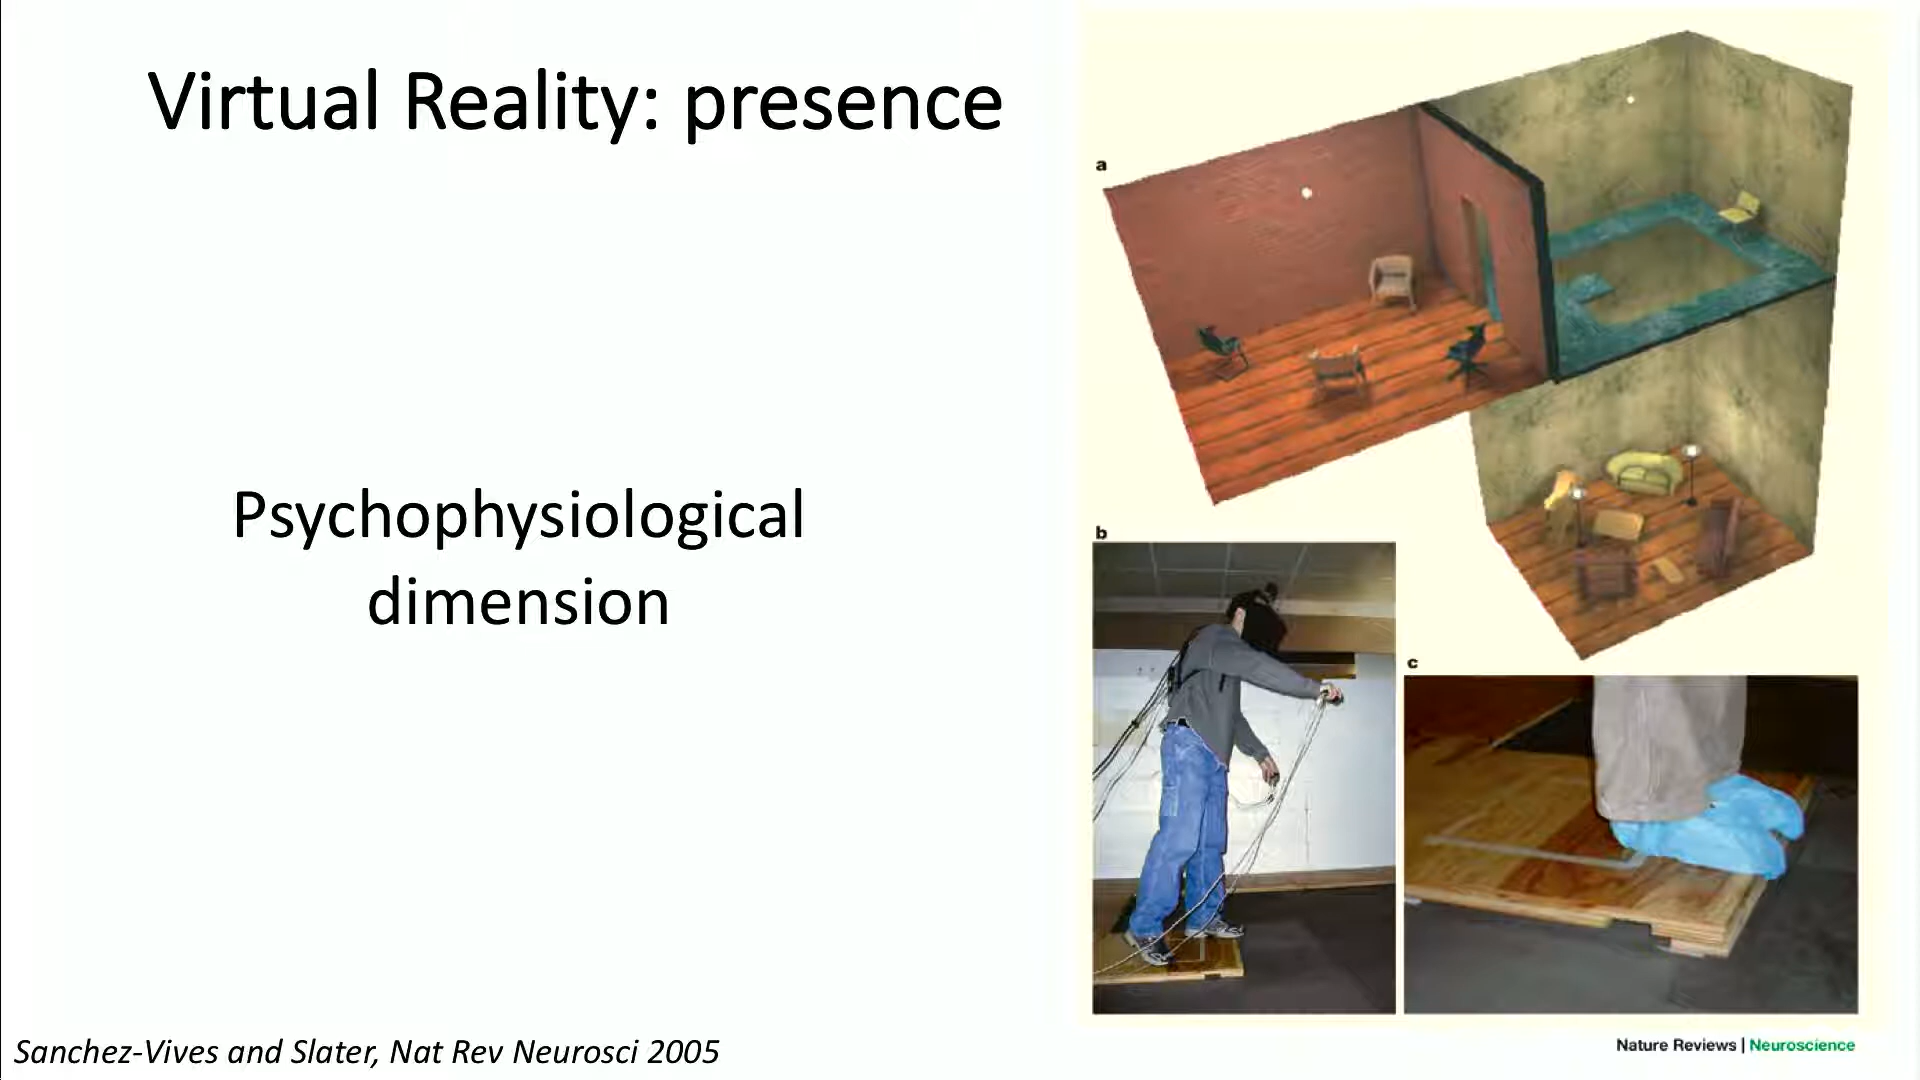 Virtual Reality: presence
Psychophysiological
dimension
a
b
c
Sanchez-Vives and Slater, Nat Rev Neurosci 2005
Nature Reviews | Neuroscience